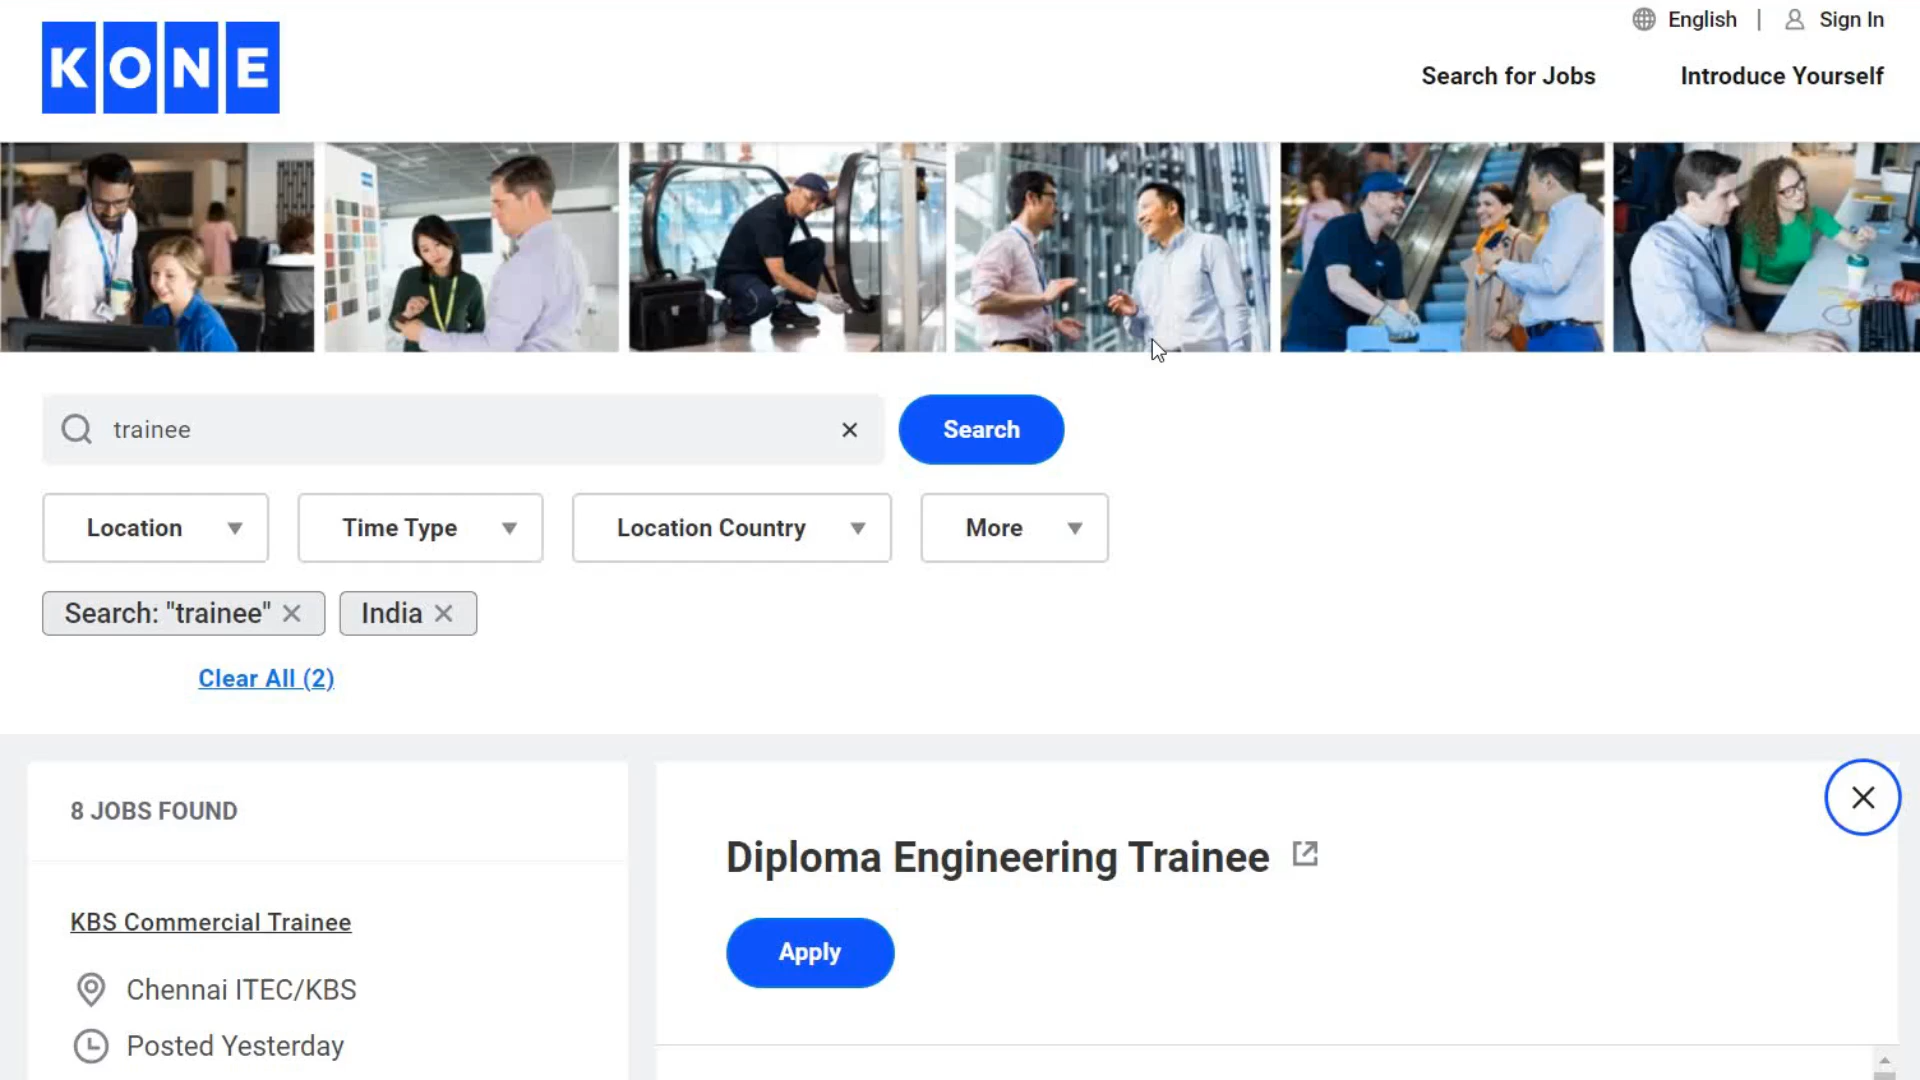 KONE
English | Sign In
Search for Jobs Introduce Yourself
trainee
Search
Location Time Type Location Country More
Search: "trainee" India
Clear All (2)
8 JOBS FOUND
KBS Commercial Trainee
Chennai ITEC/KBS
Posted Yesterday
Diploma Engineering Trainee
Apply